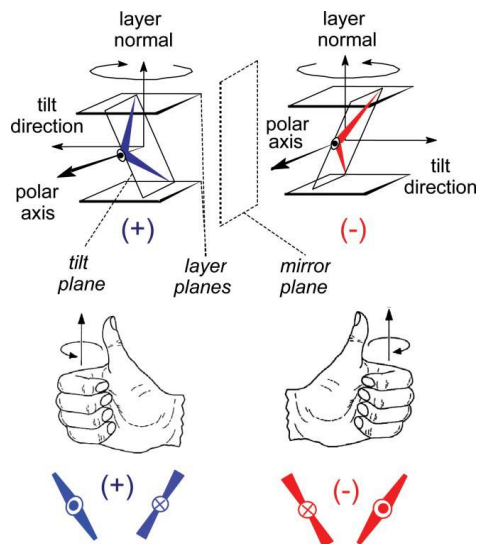 layer
normal
layer
normal
tilt
direction
polar
axis
polar
axis
tilt
direction
(+)
(-)
tilt
plane
layer
planes
mirror
plane
(+)
(-)